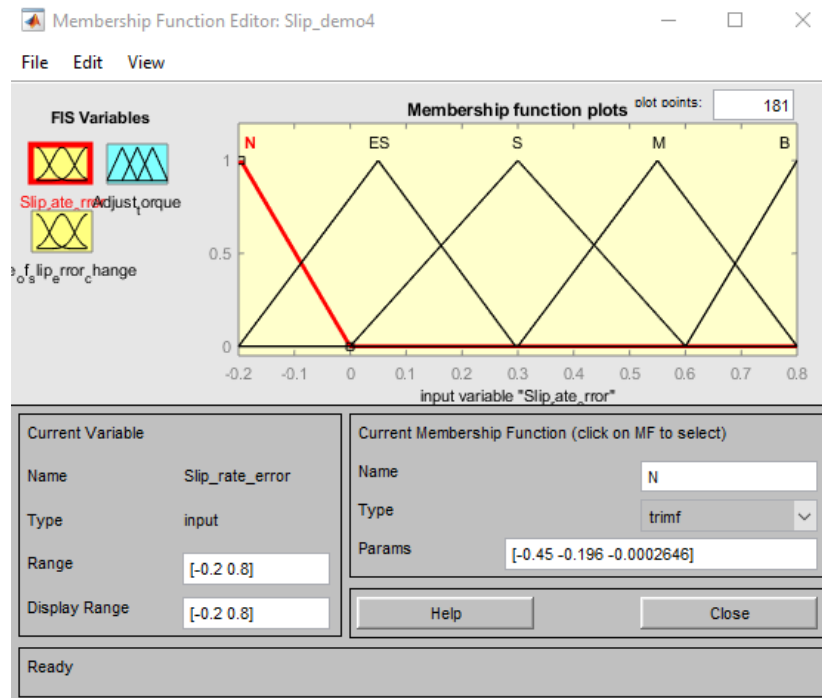 Membership Function Editor: Slip_demo4
File Edit View
FIS Variables
Membership function plots plot points: 181
N ES S M B
1
0.5
0
-0.2 -0.1 0 0.1 0.2 0.3 0.4 0.5 0.6 0.7 0.8
input variable "Slip_rate_error"
Slip_rate_error Adjust_torque
e_of_slip_error_change
Current Variable
Name Slip_rate_error
Type input
Range [-0.2 0.8]
Display Range [-0.2 0.8]
Current Membership Function (click on MF to select)
Name N
Type trimf
Params [-0.45 -0.196 -0.0002646]
Help Close
Ready